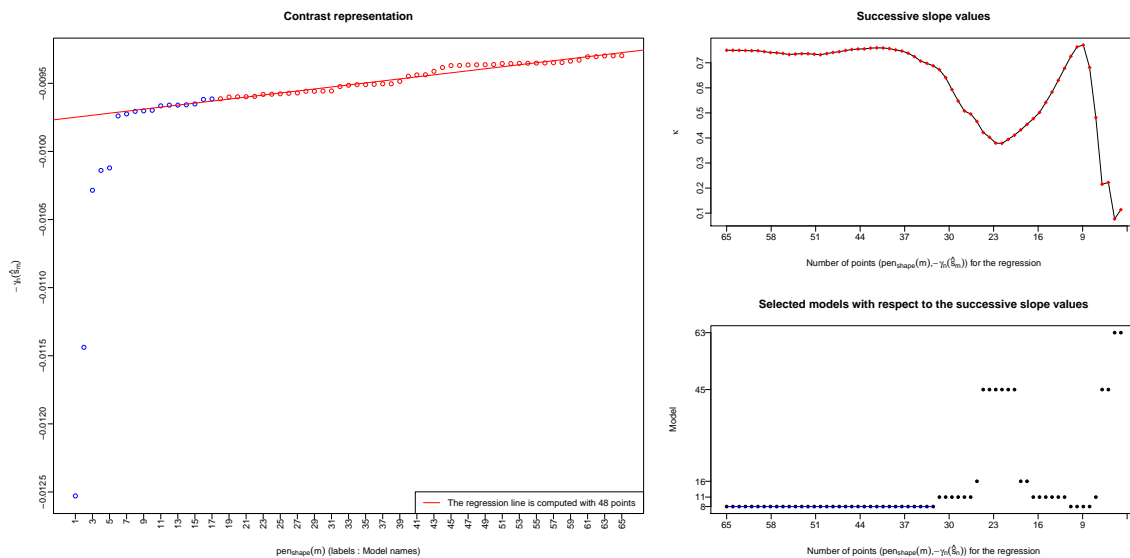 Contrast representation
−γn(ŝm)
−0.0095
−0.0100
−0.0105
−0.0110
−0.0115
−0.0120
−0.0125
1 3 5 7 9 11 13 15 17 19 21 23 25 27 29 31 33 35 37 39 41 43 45 47 49 51 53 55 57 59 61 63 65
penshape(m) (labels : Model names)
The regression line is computed with 48 points
Successive slope values
κ
0.7
0.6
0.5
0.4
0.3
0.2
0.1
65 58 51 44 37 30 23 16 9
Number of points (penshape(m),−γn(ŝm)) for the regression
Selected models with respect to the successive slope values
Model
63
45
16
11
8
65 58 51 44 37 30 23 16 9
Number of points (penshape(m),−γn(ŝm)) for the regression